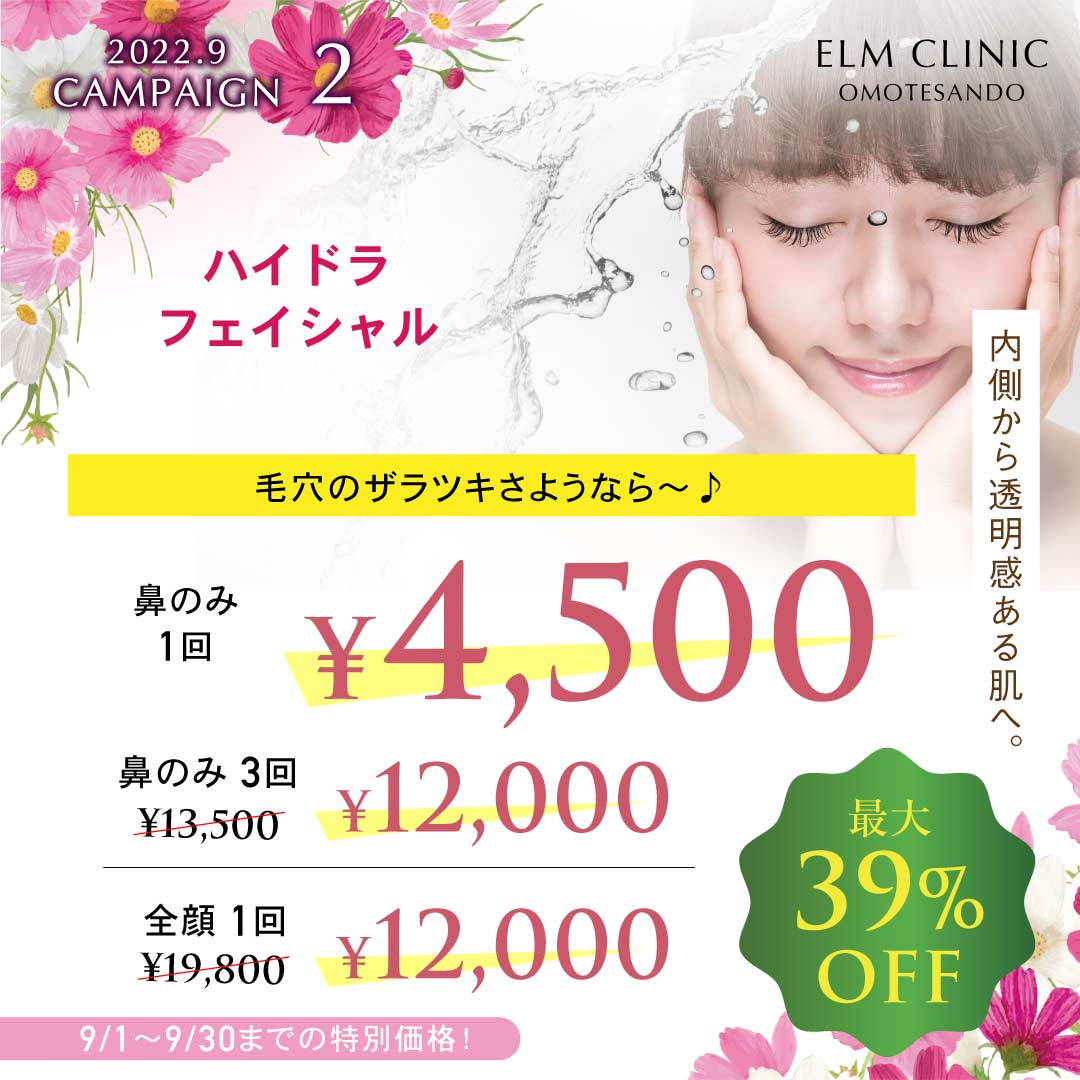 2022.9
CAMPAIGN 2
ELM CLINIC
OMOTESANDO
ハイドラ
フェイシャル
内側から透明感ある肌へ。
毛穴のザラツキさようなら〜♪
鼻のみ
1回
¥4,500
鼻のみ 3回
¥13,500
¥12,000
全顔 1回
¥19,800
¥12,000
最大
39%
OFF
9/1〜9/30までの特別価格!